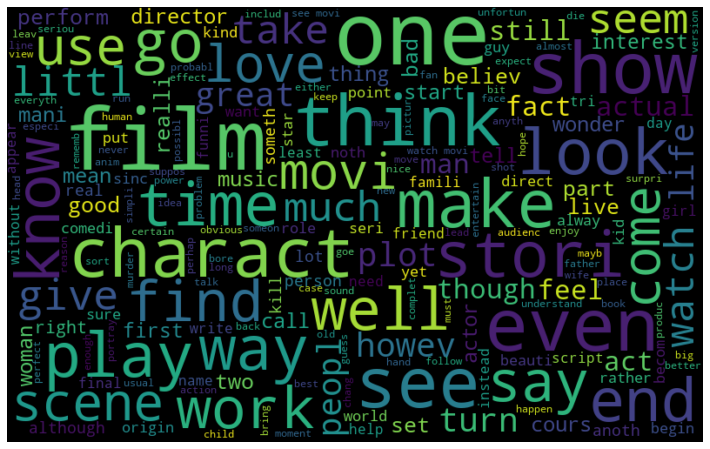 includ
see movi
unfortun
die
version
seriou
leav
line
view
everyth
especi
perform
director
kind
probabl
effect
run
use
go
littl
mani
realli
possibl
love
great
take
thing
one
still
guy
seem
interest
almost
expect
fan
bad
believ
show
either
keep
point
start
bit
face
want
someth
funni
star
picture
fact
tri
actual
anyth
human
put
appear
rememb
never
anim
film
think
watch movi
hope
wonder
day
least
noth
man
tell
look
life
nice
move
shot
mean
sinc
real
suppos
power
problem
music
movi
know
idea
famili
direct
surpri
without
good
time
much
new
entertain
make
part
live
come
watch
comedi
certain
obvious
someon
role
seri
friend
alway
kid
girl
charact
lead
audienc
enjoy
mayb
stori
reason
sort
perhap
bore
long
lot
goe
plot
yet
father
wife
place
give
find
murder
talk
case
sound
person
need
well
though
feel
understand
book
produc
kill
complet
must
even
right
sure
first
write
back
call
old
guess
howev
actor
script
act
big
better
woman
perfect
enough
portray
play
way
peopl
hand
follow
see
beauti
instead
rather
becom
say
end
final
usual
name
action
two
best
chang
scene
work
world
help
set
turn
cours
happen
although
origin
child
bring
moment
anoth
begin